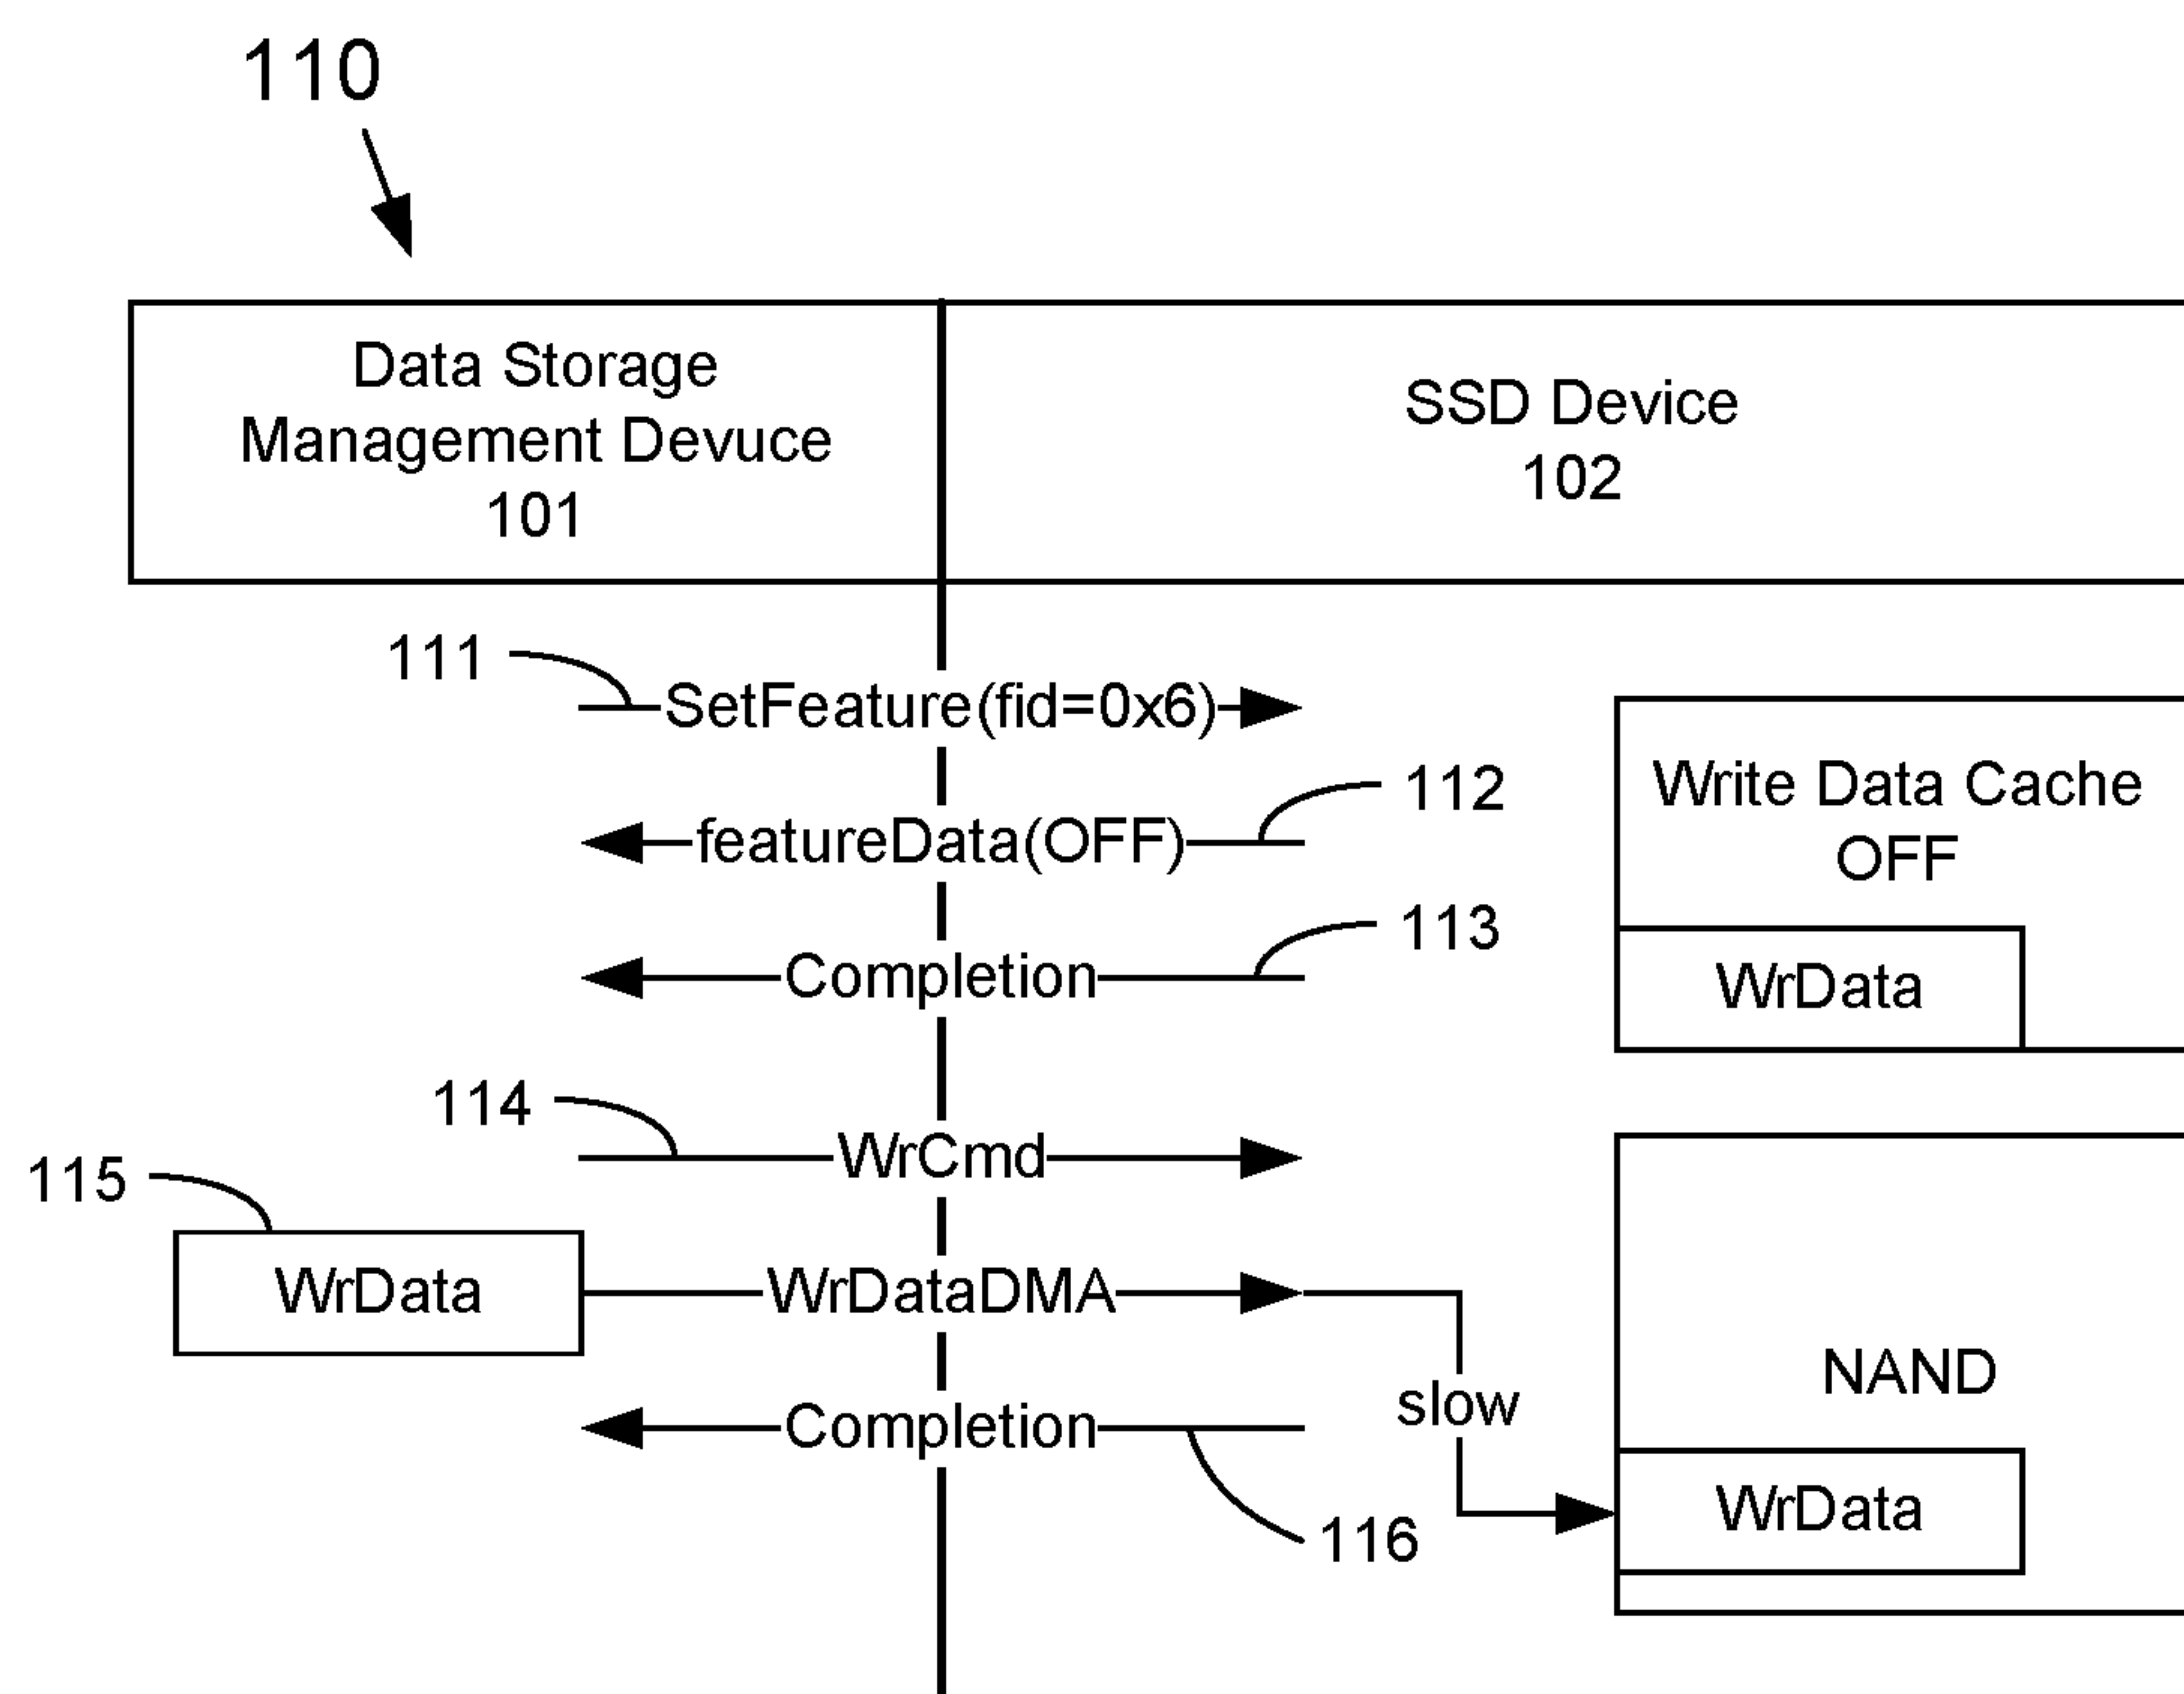 110
Data Storage
Management Devuce
101
SSD Device
102
111
SetFeature(fid=0x6)
112
featureData(OFF)
Write Data Cache
OFF
113
Completion
WrData
114
WrCmd
115
WrData
WrDataDMA
NAND
slow
Completion
WrData
116